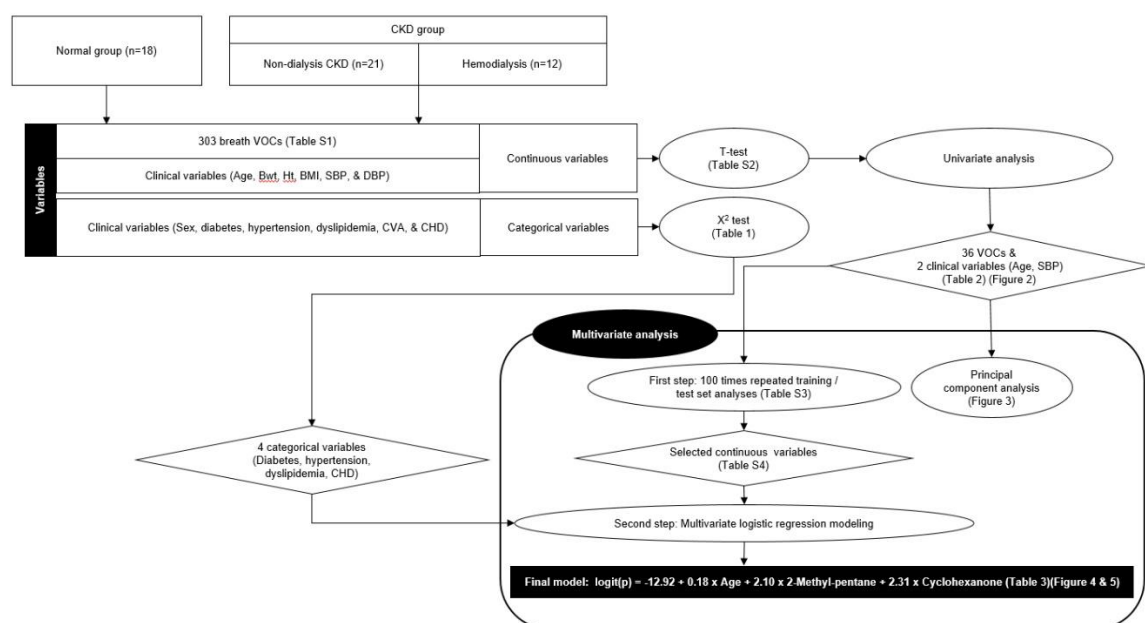 CKD group
Normal group (n=18)
Non-dialysis CKD (n=21)
Hemodialysis (n=12)
Variables
303 breath VOCs (Table S1)
Clinical variables (Age, Bwt, Ht, BMI, SBP, & DBP)
Continuous variables
T-test
(Table S2)
Univariate analysis
Clinical variables (Sex, diabetes, hypertension, dyslipidemia, CVA, & CHD)
Categorical variables
X² test
(Table 1)
36 VOCs &
2 clinical variables (Age, SBP)
(Table 2) (Figure 2)
Multivariate analysis
First step: 100 times repeated training /
test set analyses (Table S3)
Principal
component analysis
(Figure 3)
4 categorical variables
(Diabetes, hypertension,
dyslipidemia, CHD)
Selected continuous variables
(Table S4)
Second step: Multivariate logistic regression modeling
Final model: logit(p) = -12.92 + 0.18 x Age + 2.10 x 2-Methyl-pentane + 2.31 x Cyclohexanone (Table 3)(Figure 4 & 5)